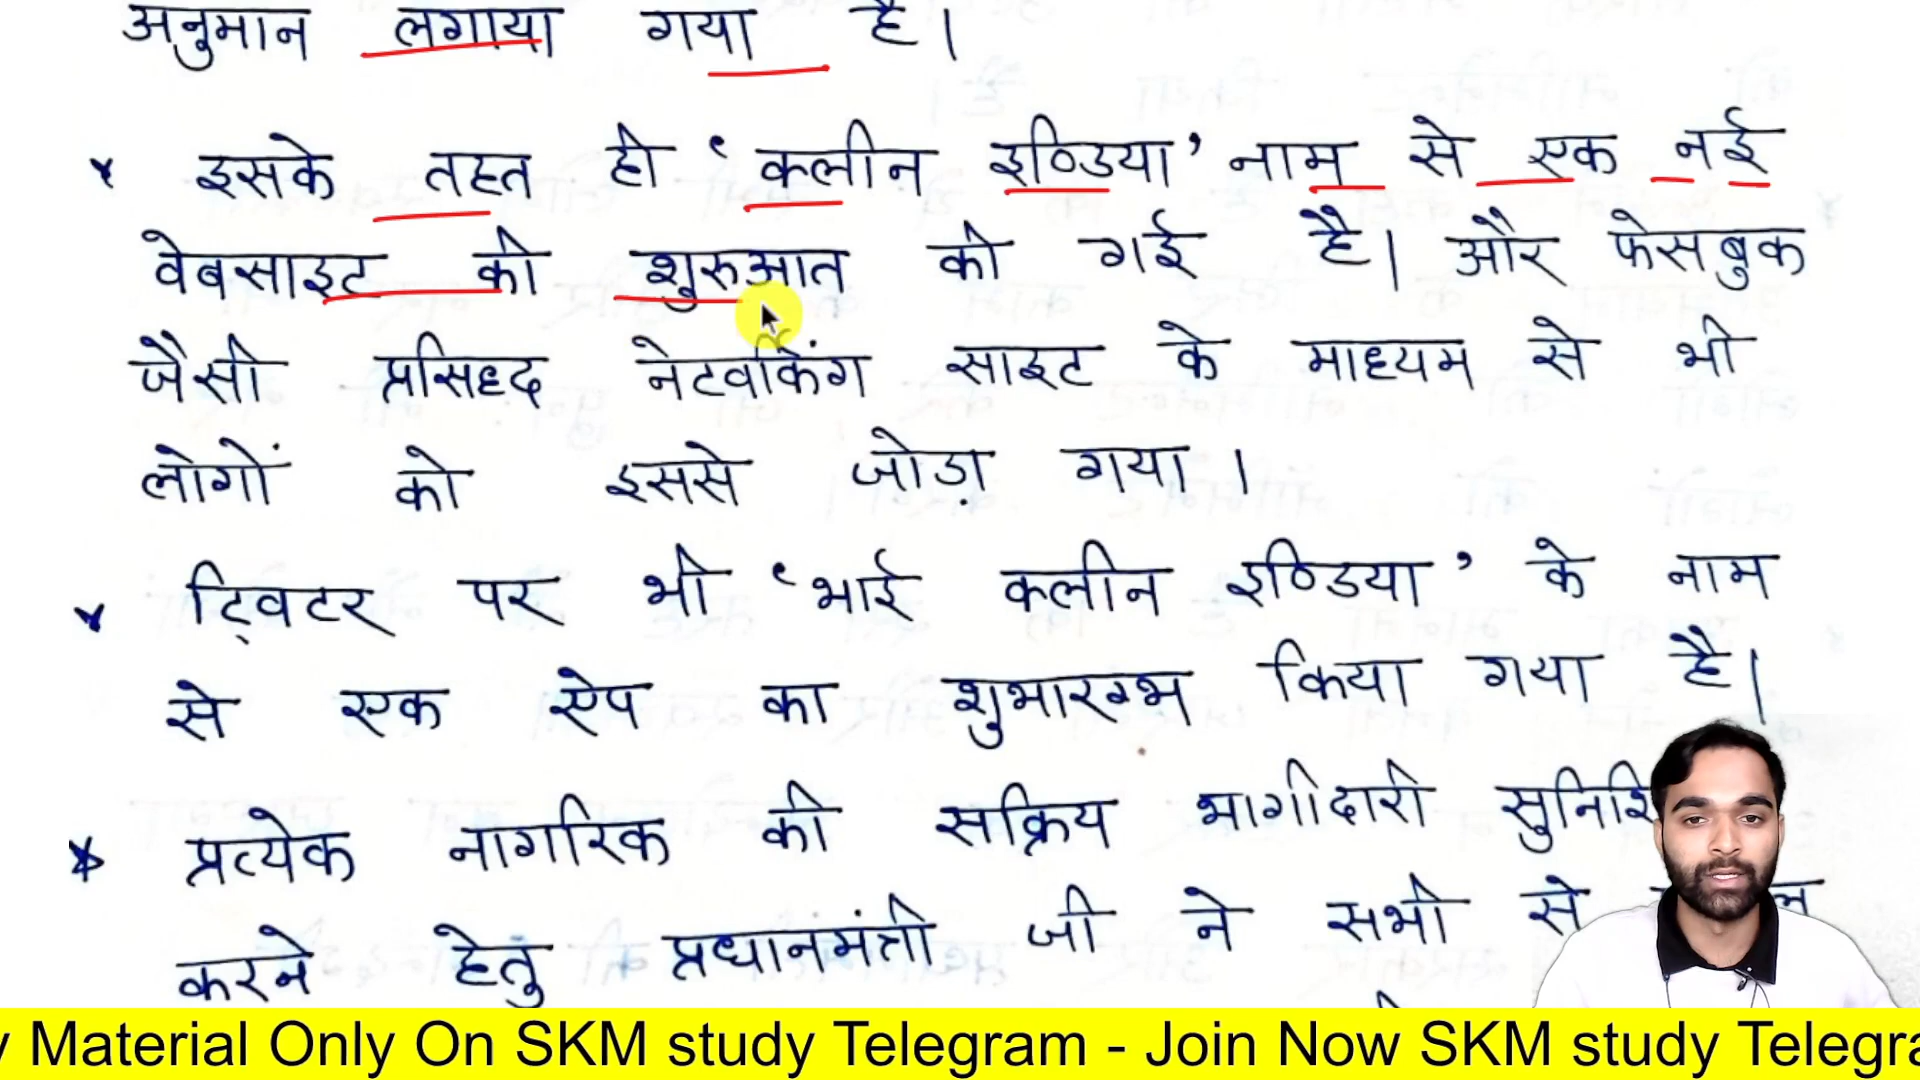 अनुमान लगाया गया है।
* इसके तहत ही ‘कलीन इण्डिया’ नाम से एक नई
वेबसाइट की शुरुआत की गई है। और फेसबुक
जैसी प्रसिध्द नेटवर्किंग साइट के माध्यम से भी
लोगों को इससे जोड़ा गया।
* ट्विटर पर भी ‘भाई कलीन इण्डिया’ के नाम
से एक ऐप का शुभारम्भ किया गया है।
* प्रत्येक नागरिक की सक्रिय भागीदारी
करने हेतु प्रधानमंत्री जी ने सभी से
Material Only On SKM study Telegram - Join Now SKM study